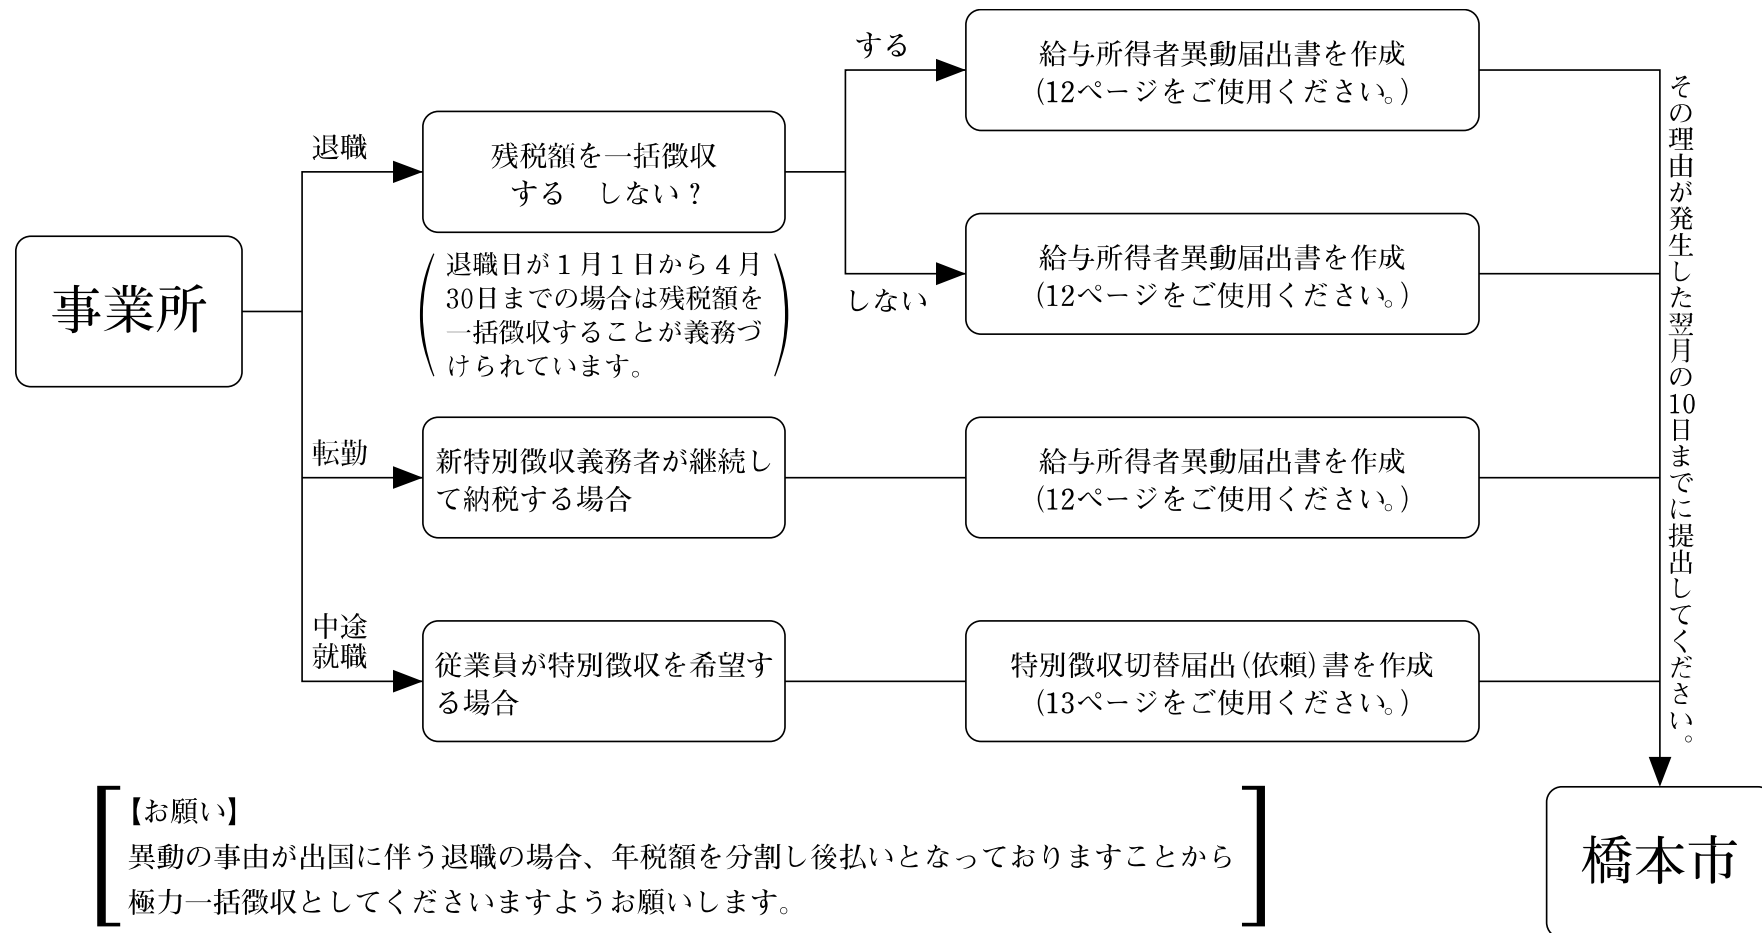 事業所
退職
残税額を一括徴収
する　しない？
退職日が１月１日から４月
30日までの場合は残税額を
一括徴収することが義務づ
けられています。
する
給与所得者異動届出書を作成
(12ページをご使用ください。)
しない
給与所得者異動届出書を作成
(12ページをご使用ください。)
転勤
新特別徴収義務者が継続し
て納税する場合
給与所得者異動届出書を作成
(12ページをご使用ください。)
中途
就職
従業員が特別徴収を希望す
る場合
特別徴収切替届出(依頼)書を作成
(13ページをご使用ください。)
その理由が発生した翌月の10日までに提出してください。
橋本市
【お願い】
異動の事由が出国に伴う退職の場合、年税額を分割し後払いとなっておりますことから
極力一括徴収としてくださいますようお願いします。